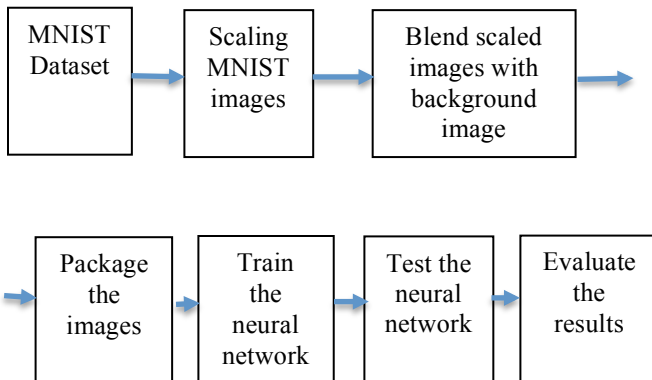 MNIST
Dataset
Scaling
MNIST
images
Blend scaled
images with
background
image
Package
the
images
Train
the
neural
network
Test the
neural
network
Evaluate
the
results